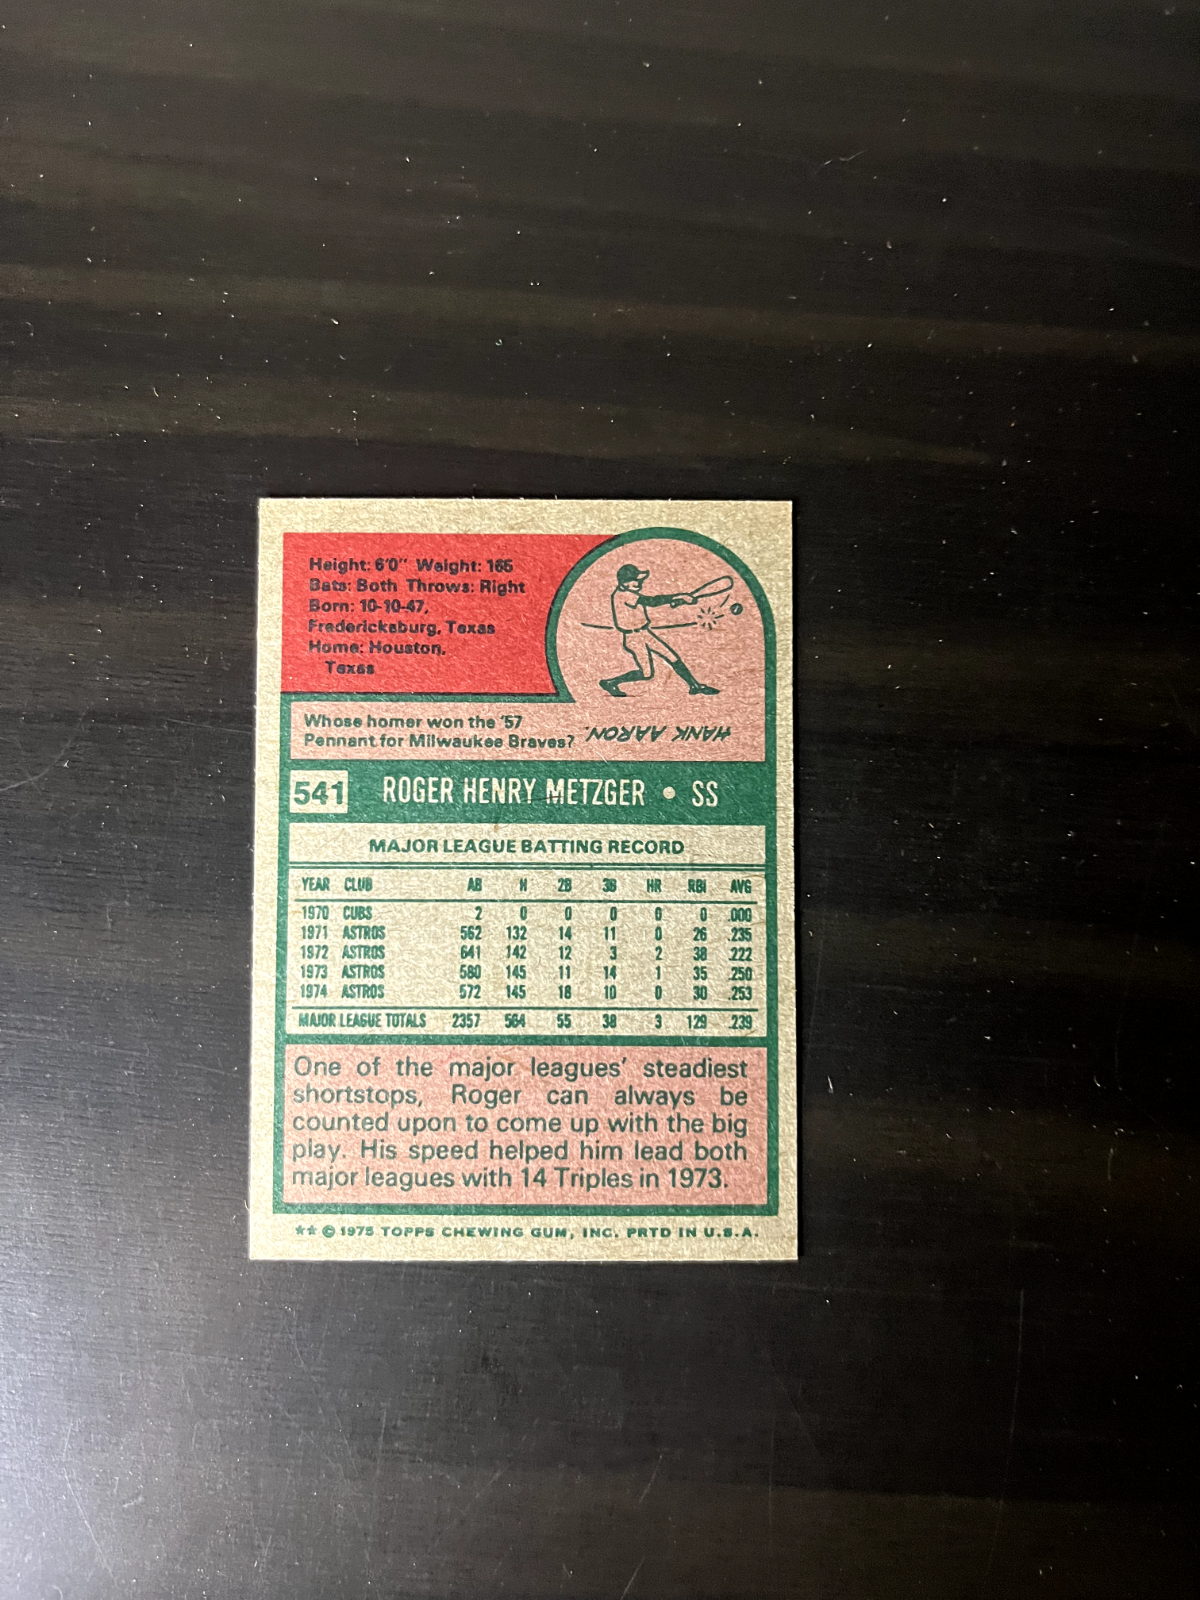 Height: 6'0" Weight: 165
Bats: Both Throws: Right
Born: 10-10-47,
Fredericksburg, Texas
Home: Houston,
Texas
Whose homer won the '57
Pennant for Milwaukee Braves?
HANK AARON.
541 ROGER HENRY METZGER • SS
MAJOR LEAGUE BATTING RECORD
YEAR CLUB AB H 2B 3B HR RBI AVG
1970 CUBS 2 0 0 0 0 0 .000
1971 ASTROS 562 132 14 11 0 26 .235
1972 ASTROS 641 142 12 3 2 38 .222
1973 ASTROS 580 145 11 14 1 35 .250
1974 ASTROS 572 145 18 10 0 30 .253
MAJOR LEAGUE TOTALS 2357 564 55 38 3 129 .239
One of the major leagues' steadiest
shortstops, Roger can always be
counted upon to come up with the big
play. His speed helped him lead both
major leagues with 14 Triples in 1973.
** © 1975 TOPPS CHEWING GUM, INC. PRTD IN U.S.A.